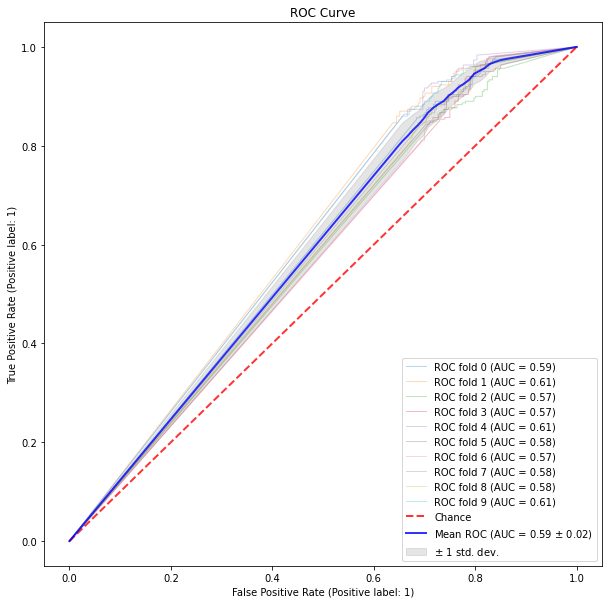 ROC Curve
True Positive Rate (Positive label: 1)
1.0
0.8
0.6
0.4
0.2
0.0
ROC fold 0 (AUC = 0.59)
ROC fold 1 (AUC = 0.61)
ROC fold 2 (AUC = 0.57)
ROC fold 3 (AUC = 0.57)
ROC fold 4 (AUC = 0.61)
ROC fold 5 (AUC = 0.58)
ROC fold 6 (AUC = 0.57)
ROC fold 7 (AUC = 0.58)
ROC fold 8 (AUC = 0.58)
ROC fold 9 (AUC = 0.61)
Chance
Mean ROC (AUC = 0.59 ± 0.02)
± 1 std. dev.
0.0 0.2 0.4 0.6 0.8 1.0
False Positive Rate (Positive label: 1)